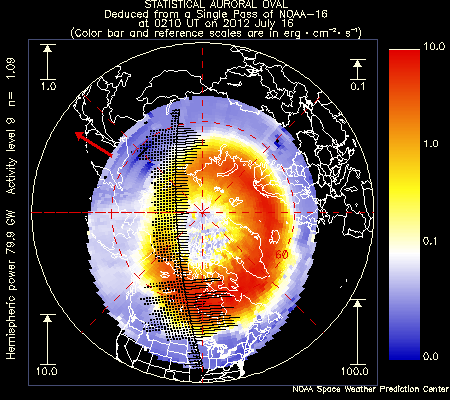 STATISTICAL AURORAL OVAL
Deduced from a Single Pass of NOAA-16
at 0210 UT on 2012 July 16
(Color bar and reference scales are in erg · cm⁻² · s⁻¹)
Hemispheric power 79.9 GW Activity level 9 n= 1.09
1.0
0.1
10.0
100.0
60
10.0
1.0
0.1
0.0
NOAA Space Weather Prediction Center